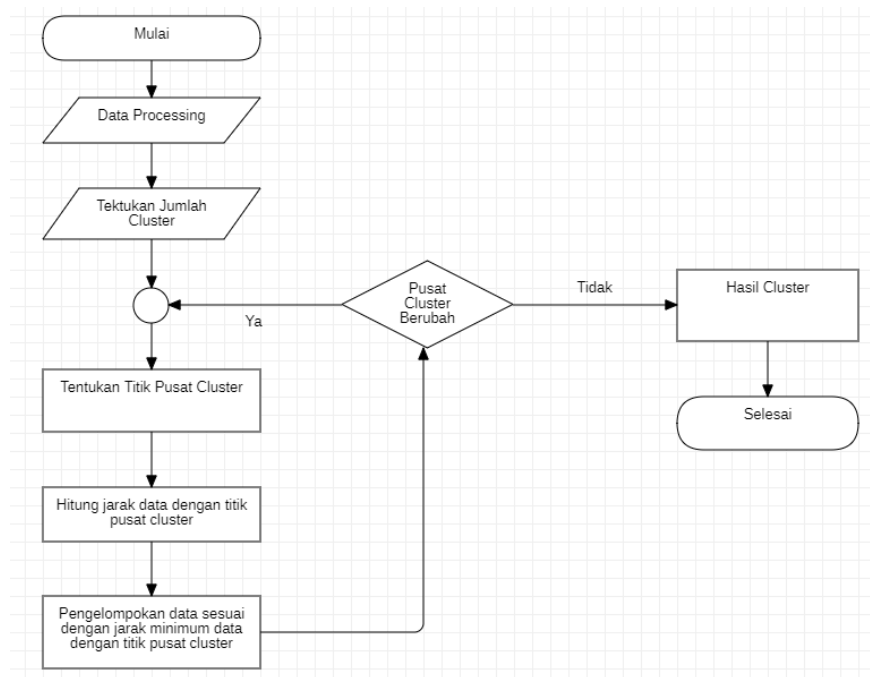 Mulai
Data Processing
Tektukan Jumlah
Cluster
Pusat
Cluster
Berubah
Tidak
Hasil Cluster
Ya
Tentukan Titik Pusat Cluster
Selesai
Hitung jarak data dengan titik
pusat cluster
Pengelompokan data sesuai
dengan jarak minimum data
dengan titik pusat cluster